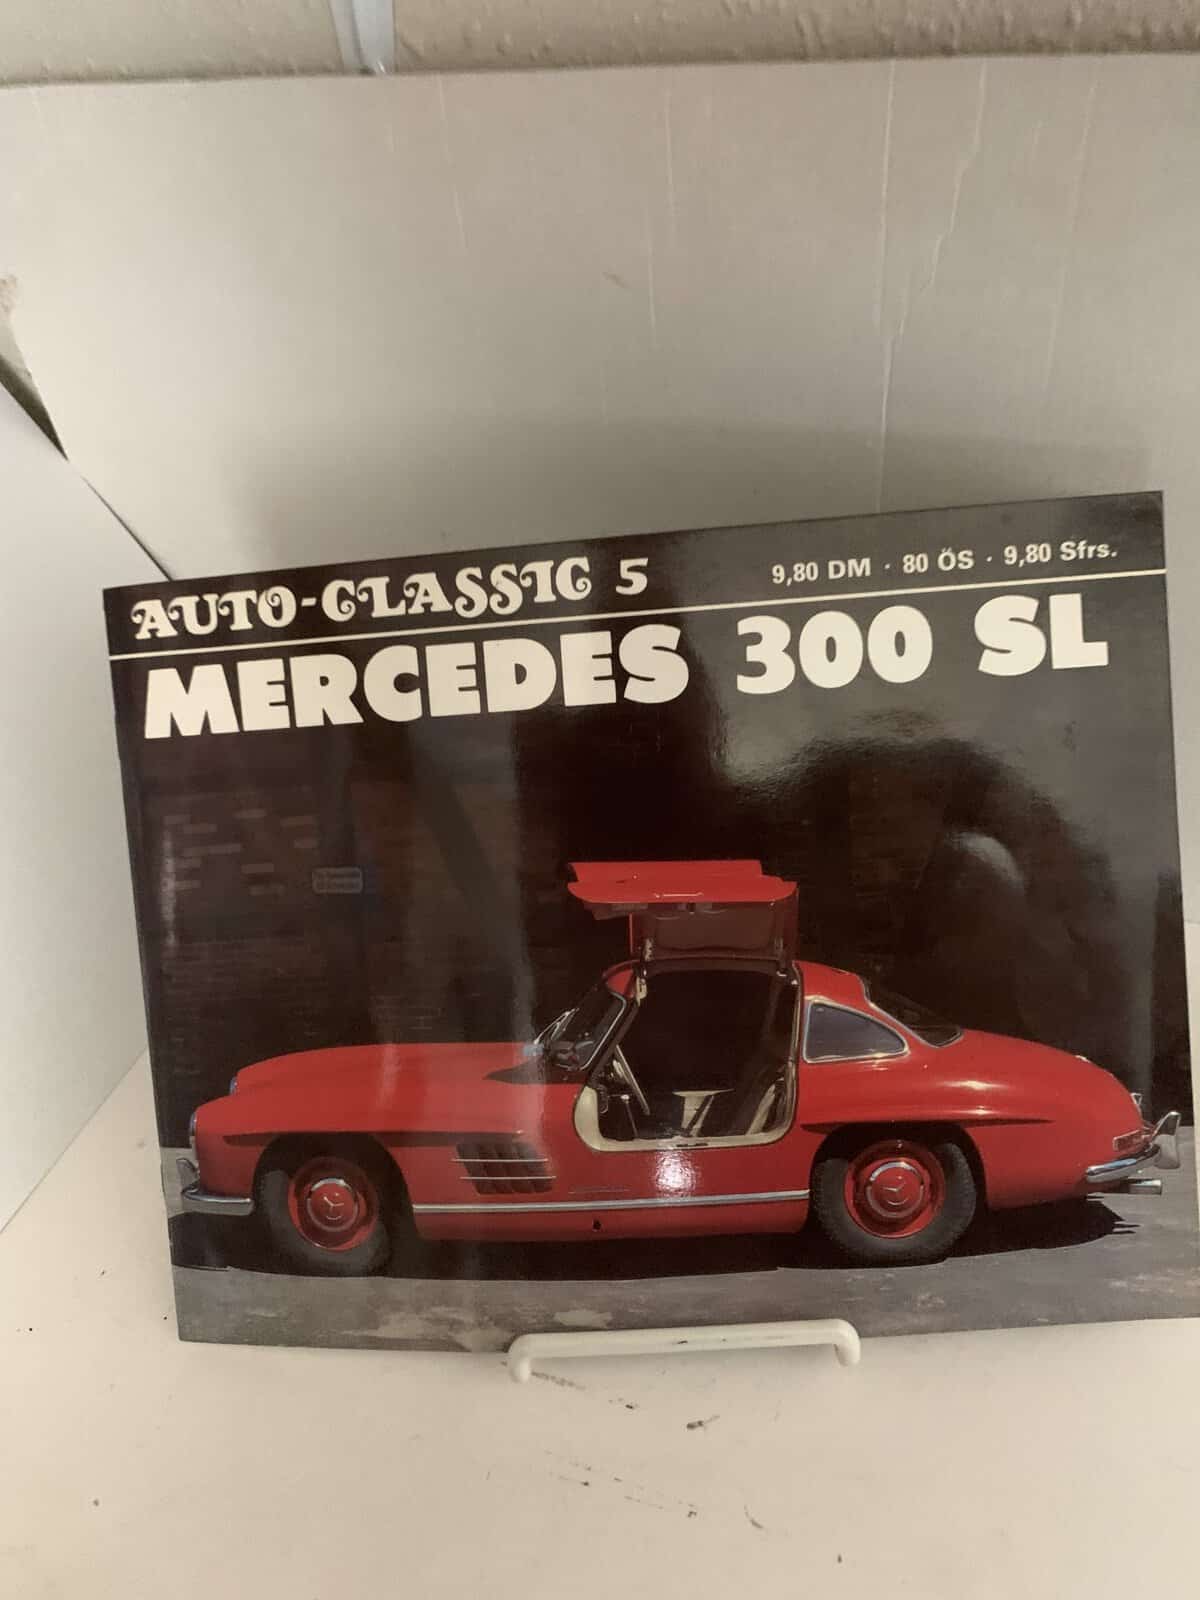 AUTO-CLASSIC 5
9,80 DM · 80 ÖS · 9,80 Sfrs.
MERCEDES 300 SL